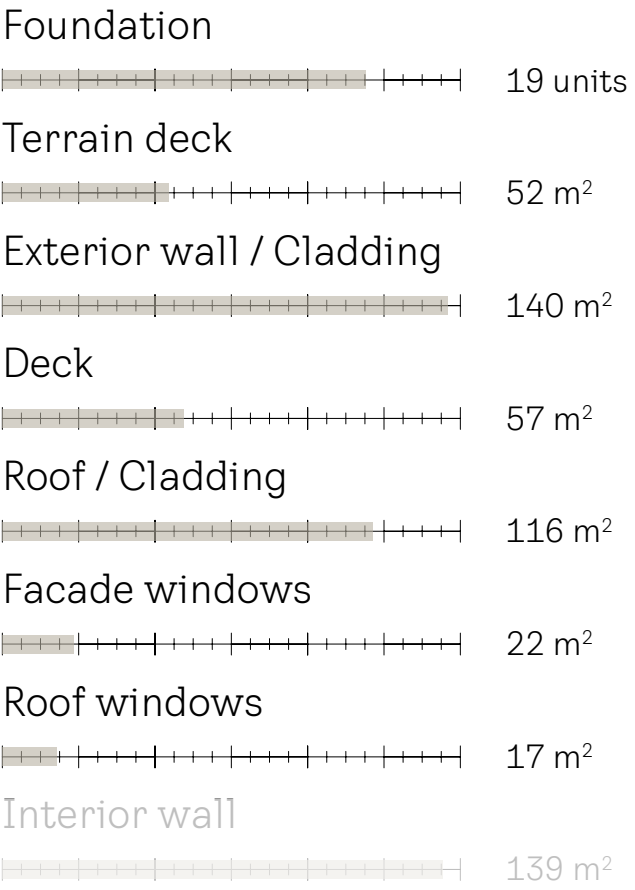 Foundation
19 units
Terrain deck
52 m²
Exterior wall / Cladding
140 m²
Deck
57 m²
Roof / Cladding
116 m²
Facade windows
22 m²
Roof windows
17 m²
Interior wall
139 m²